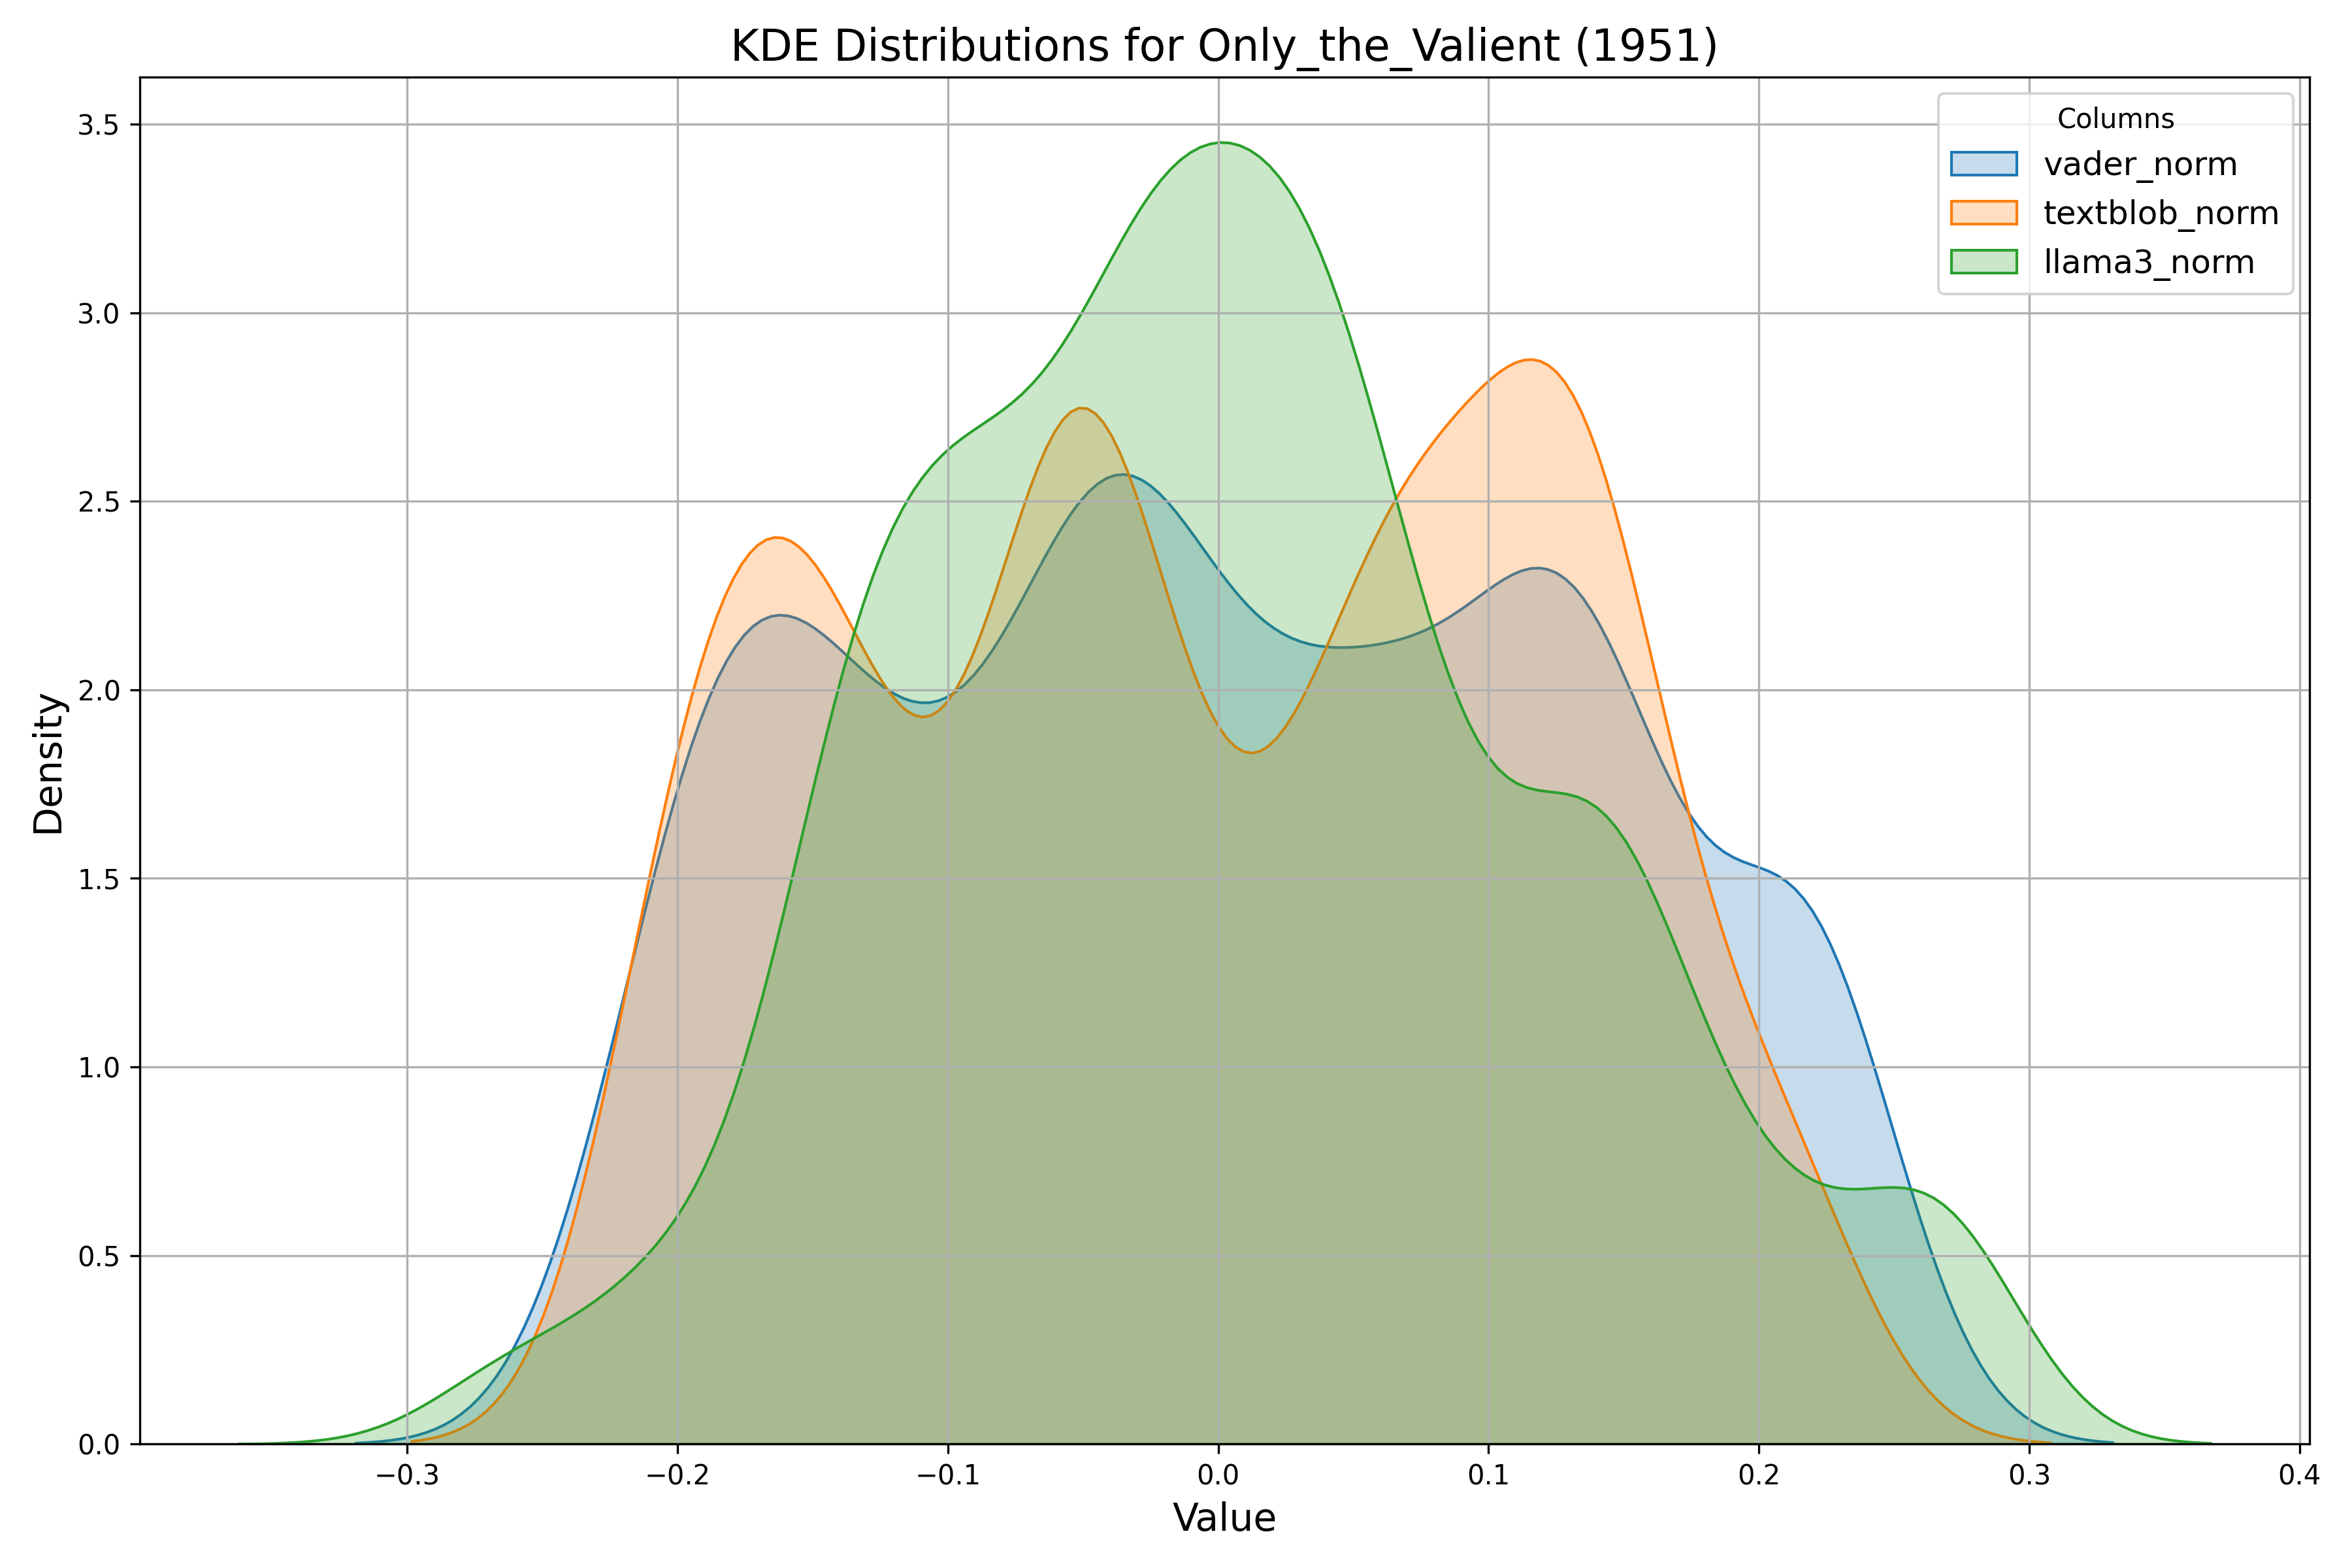 KDE Distributions for Only_the_Valient (1951)
Columns
vader_norm
textblob_norm
llama3_norm
Density
3.5
3.0
2.5
2.0
1.5
1.0
0.5
0.0
−0.3
−0.2
−0.1
0.0
0.1
0.2
0.3
0.4
Value